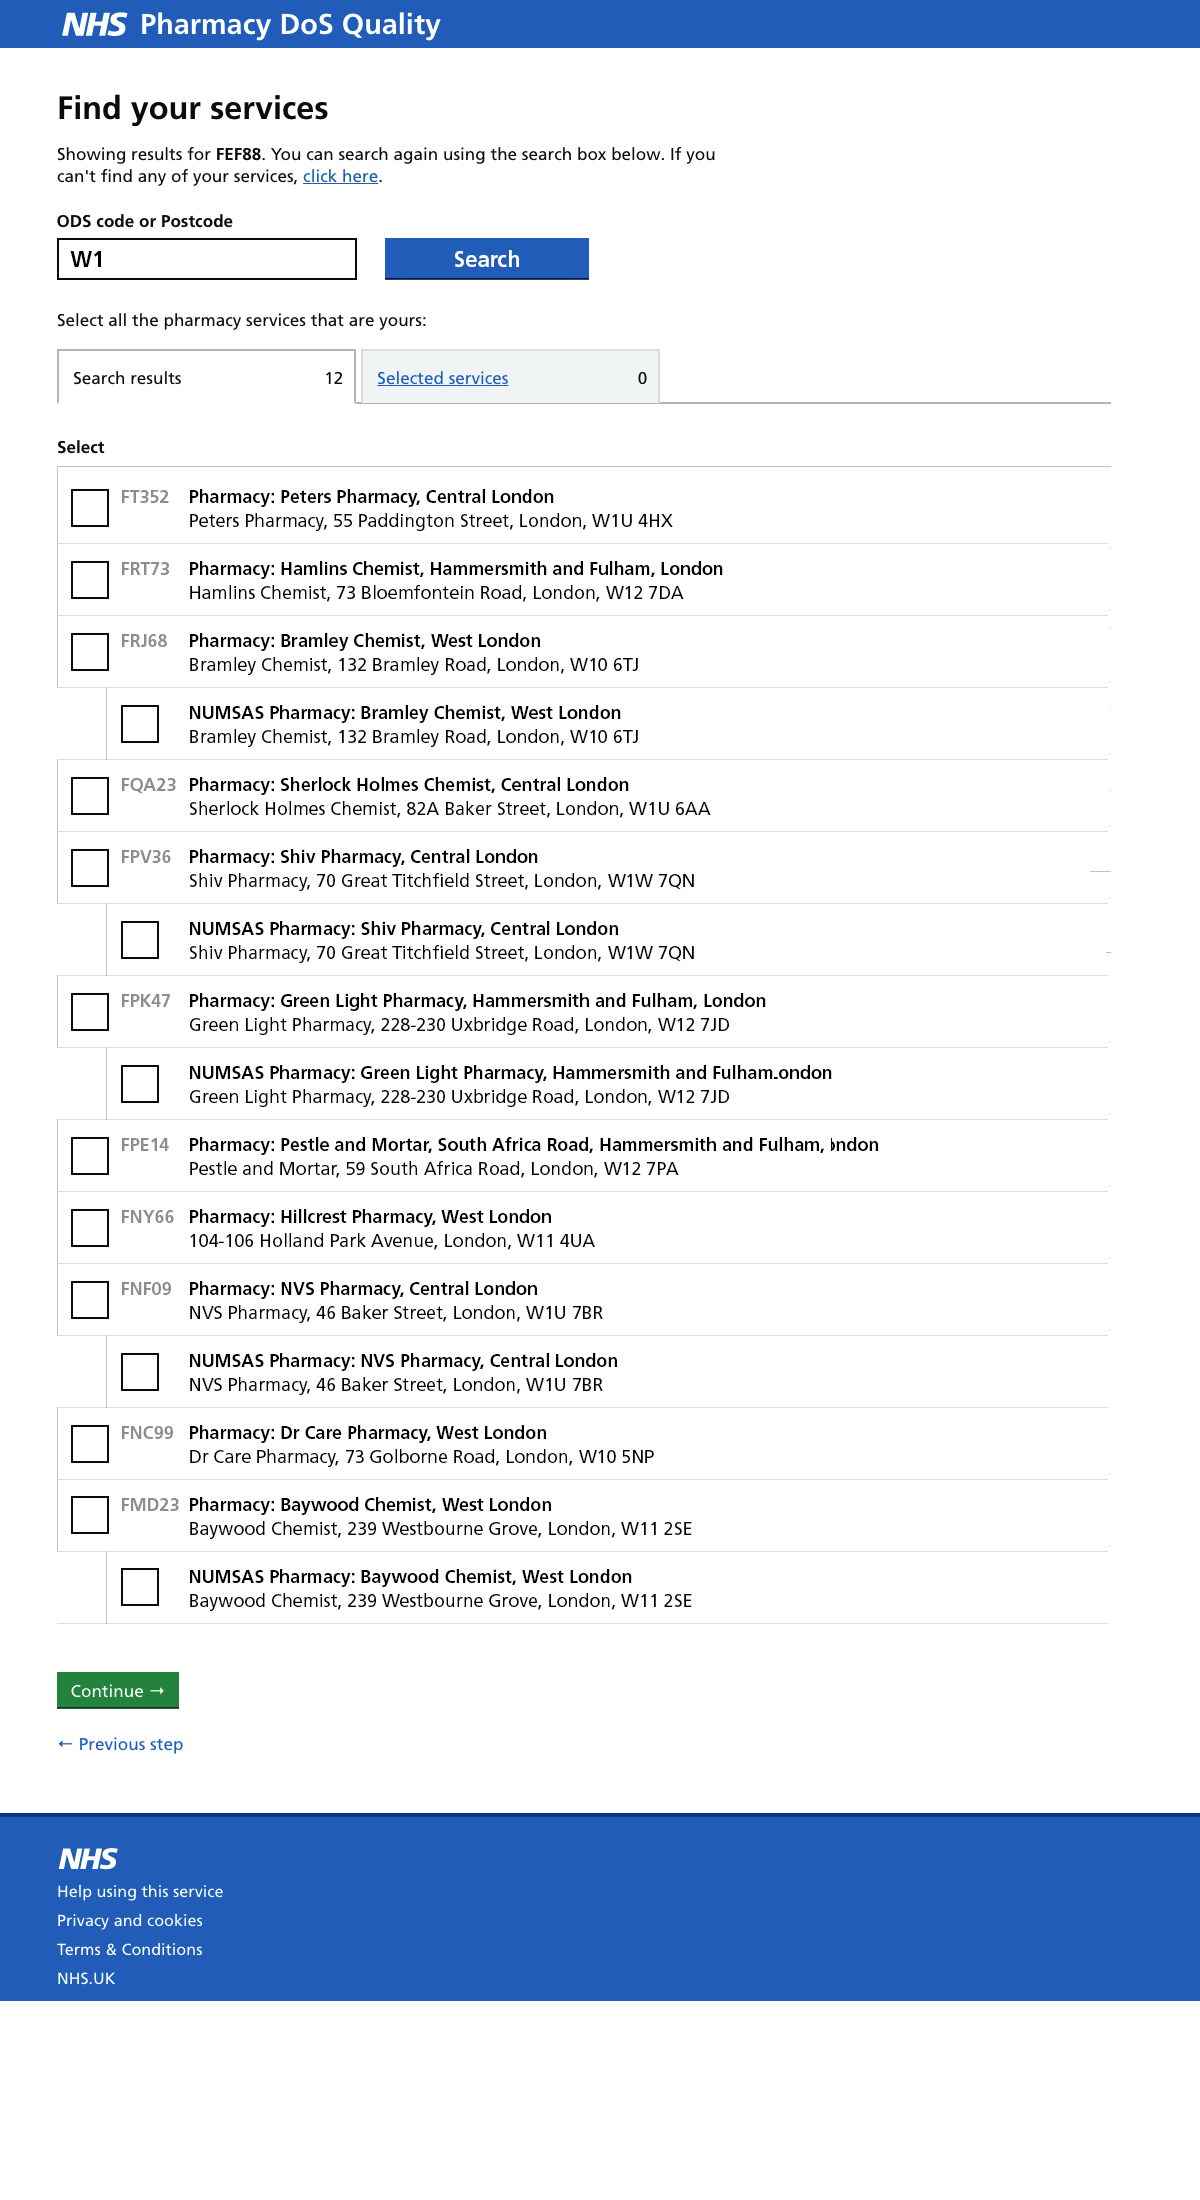 NHS Pharmacy DoS Quality
Find your services
Showing results for FEF88. You can search again using the search box below. If you
can't find any of your services, click here.
ODS code or Postcode
W1
Search
Select all the pharmacy services that are yours:
Search results 12
Selected services 0
Select
FT352 Pharmacy: Peters Pharmacy, Central London
Peters Pharmacy, 55 Paddington Street, London, W1U 4HX
FRT73 Pharmacy: Hamlins Chemist, Hammersmith and Fulham, London
Hamlins Chemist, 73 Bloemfontein Road, London, W12 7DA
FRJ68 Pharmacy: Bramley Chemist, West London
Bramley Chemist, 132 Bramley Road, London, W10 6TJ
NUMSAS Pharmacy: Bramley Chemist, West London
Bramley Chemist, 132 Bramley Road, London, W10 6TJ
FQA23 Pharmacy: Sherlock Holmes Chemist, Central London
Sherlock Holmes Chemist, 82A Baker Street, London, W1U 6AA
FPV36 Pharmacy: Shiv Pharmacy, Central London
Shiv Pharmacy, 70 Great Titchfield Street, London, W1W 7QN
NUMSAS Pharmacy: Shiv Pharmacy, Central London
Shiv Pharmacy, 70 Great Titchfield Street, London, W1W 7QN
FPK47 Pharmacy: Green Light Pharmacy, Hammersmith and Fulham, London
Green Light Pharmacy, 228-230 Uxbridge Road, London, W12 7JD
NUMSAS Pharmacy: Green Light Pharmacy, Hammersmith and Fulham.ondon
Green Light Pharmacy, 228-230 Uxbridge Road, London, W12 7JD
FPE14 Pharmacy: Pestle and Mortar, South Africa Road, Hammersmith and Fulham, ondon
Pestle and Mortar, 59 South Africa Road, London, W12 7PA
FNY66 Pharmacy: Hillcrest Pharmacy, West London
104-106 Holland Park Avenue, London, W11 4UA
FNF09 Pharmacy: NVS Pharmacy, Central London
NVS Pharmacy, 46 Baker Street, London, W1U 7BR
NUMSAS Pharmacy: NVS Pharmacy, Central London
NVS Pharmacy, 46 Baker Street, London, W1U 7BR
FNC99 Pharmacy: Dr Care Pharmacy, West London
Dr Care Pharmacy, 73 Golborne Road, London, W10 5NP
FMD23 Pharmacy: Baywood Chemist, West London
Baywood Chemist, 239 Westbourne Grove, London, W11 2SE
NUMSAS Pharmacy: Baywood Chemist, West London
Baywood Chemist, 239 Westbourne Grove, London, W11 2SE
Continue →
← Previous step
NHS
Help using this service
Privacy and cookies
Terms & Conditions
NHS.UK